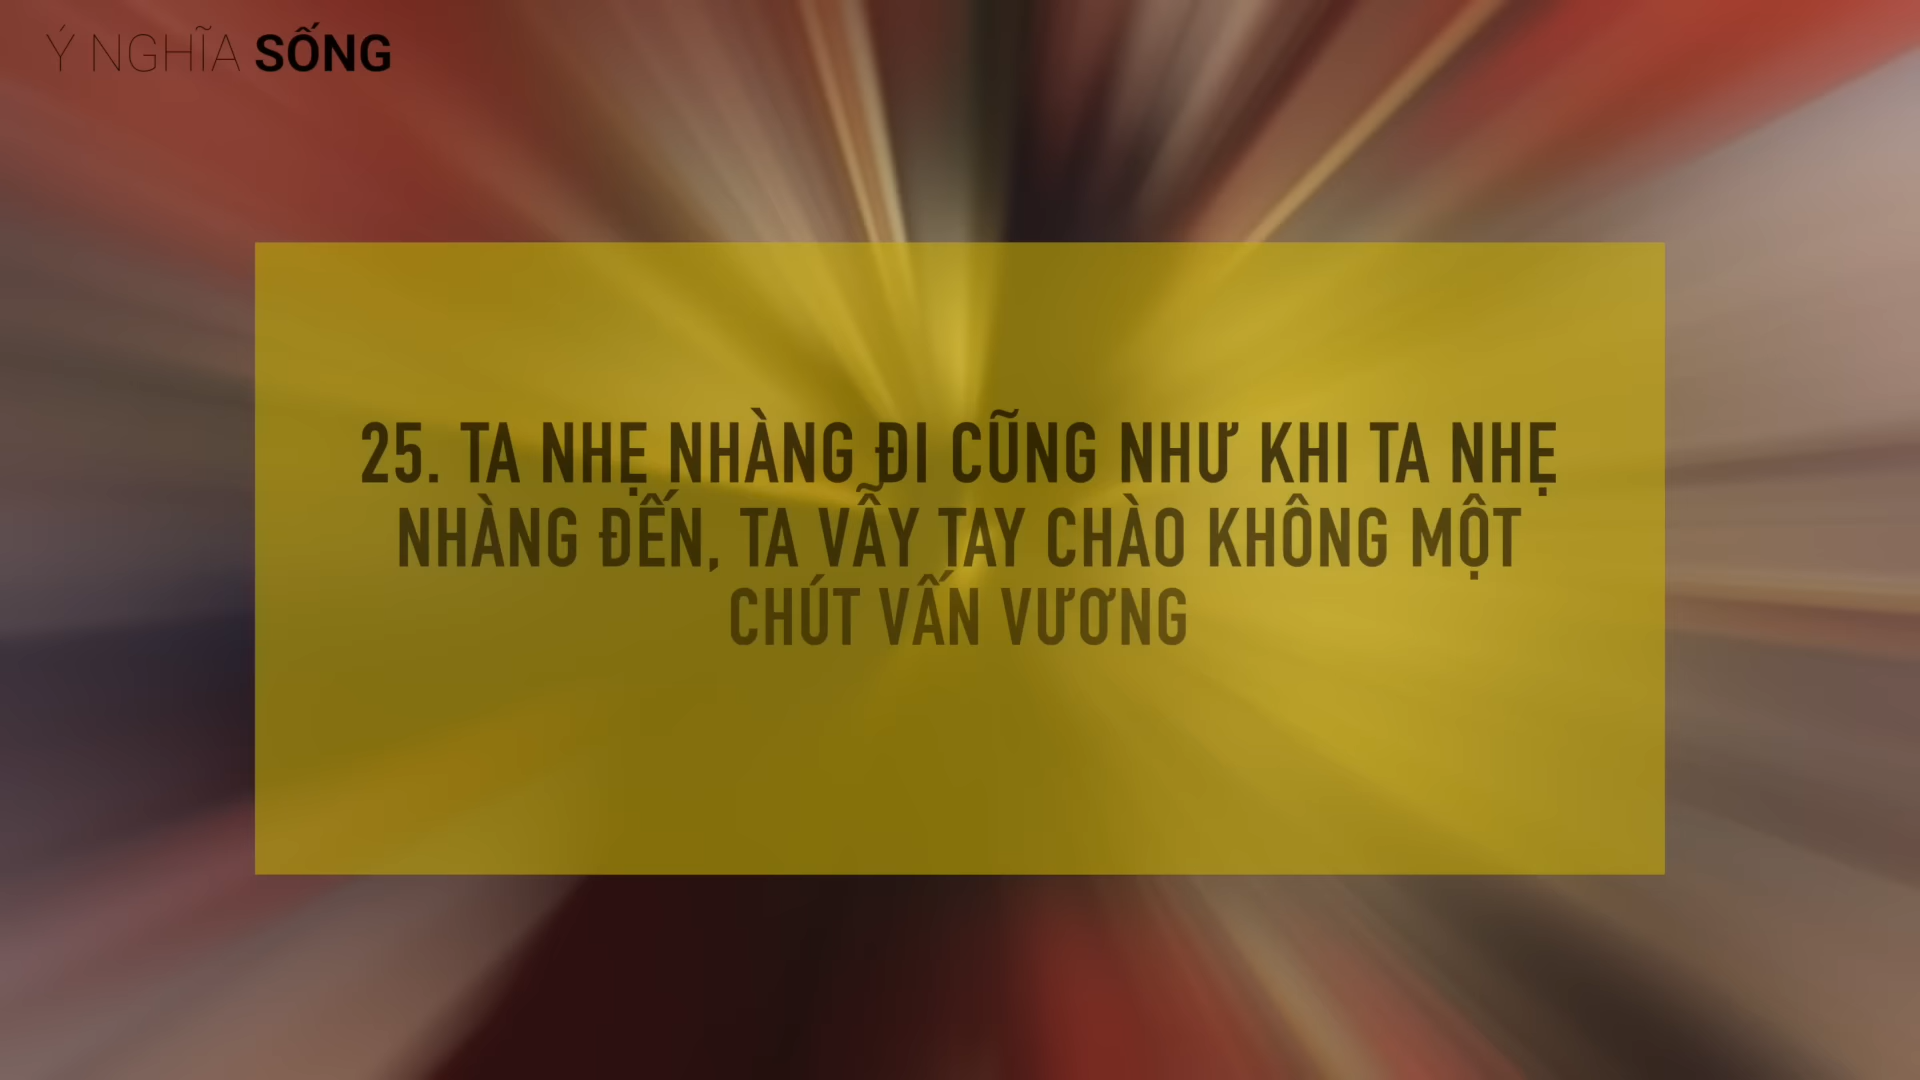 Ý NGHĨA SỐNG
25. TA NHẸ NHÀNG ĐI CŨNG NHƯ KHI TA NHẸ
NHÀNG ĐẾN, TA VẪY TAY CHÀO KHÔNG MỘT
CHÚT VẤN VƯƠNG